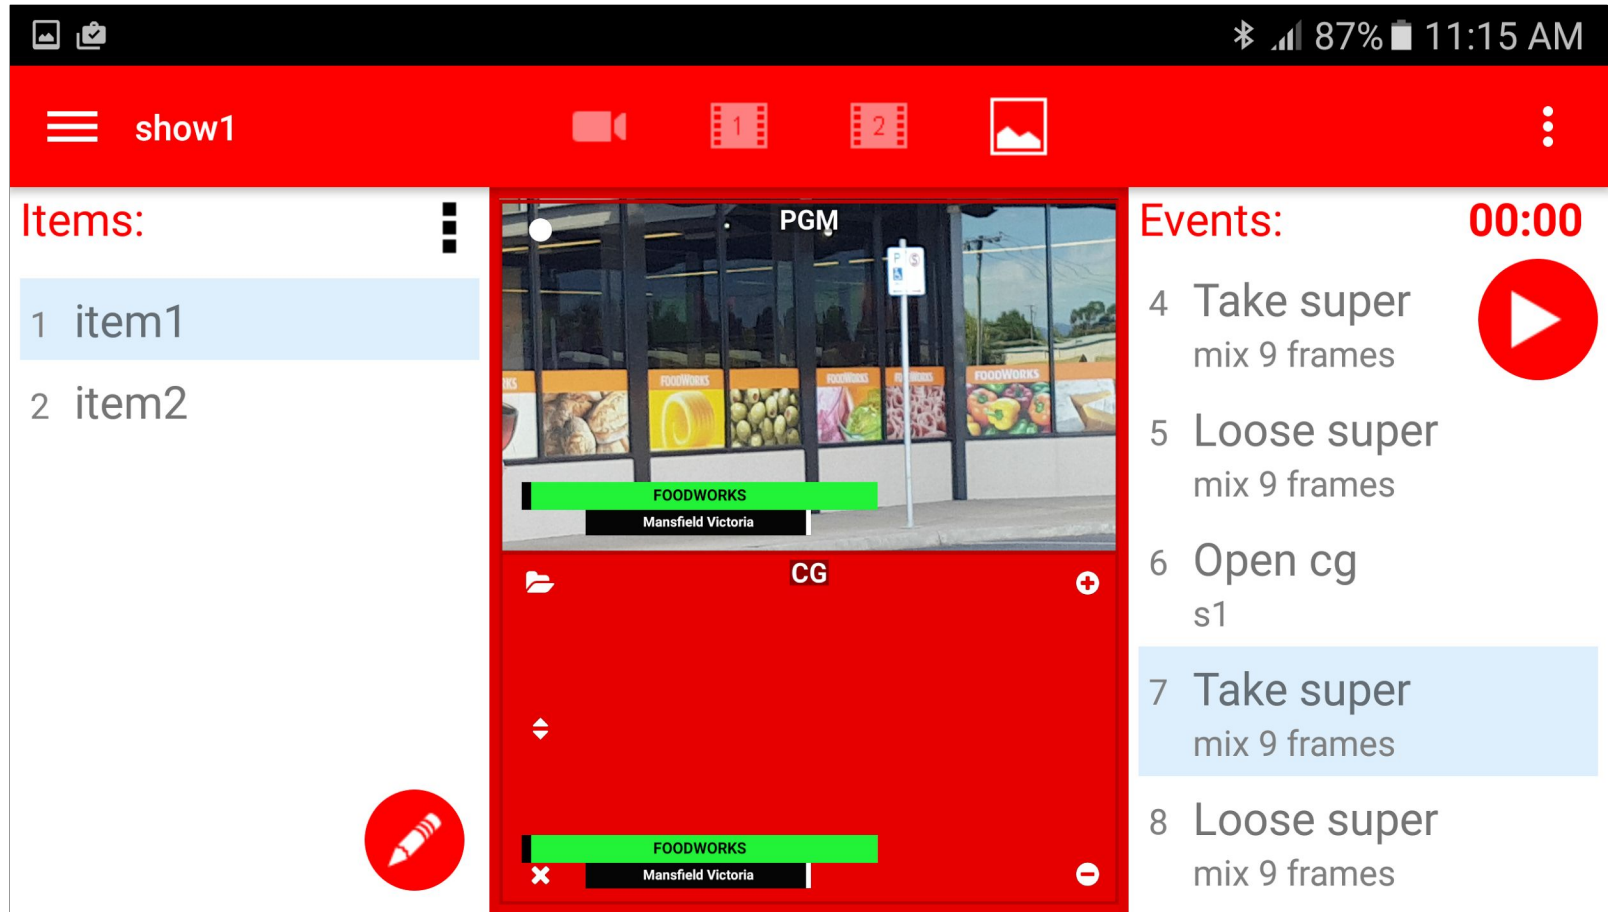 87% 11:15 AM
show1
1
2
Items:
1 item1
2 item2
PGM
P S
KS
FOODWORKS
FOODWORKS
FOODWORKS
FOODWORKS
FOODWORKS
Mansfield Victoria
CG
FOODWORKS
Mansfield Victoria
Events: 00:00
4 Take super
mix 9 frames
5 Loose super
mix 9 frames
6 Open cg
s1
7 Take super
mix 9 frames
8 Loose super
mix 9 frames